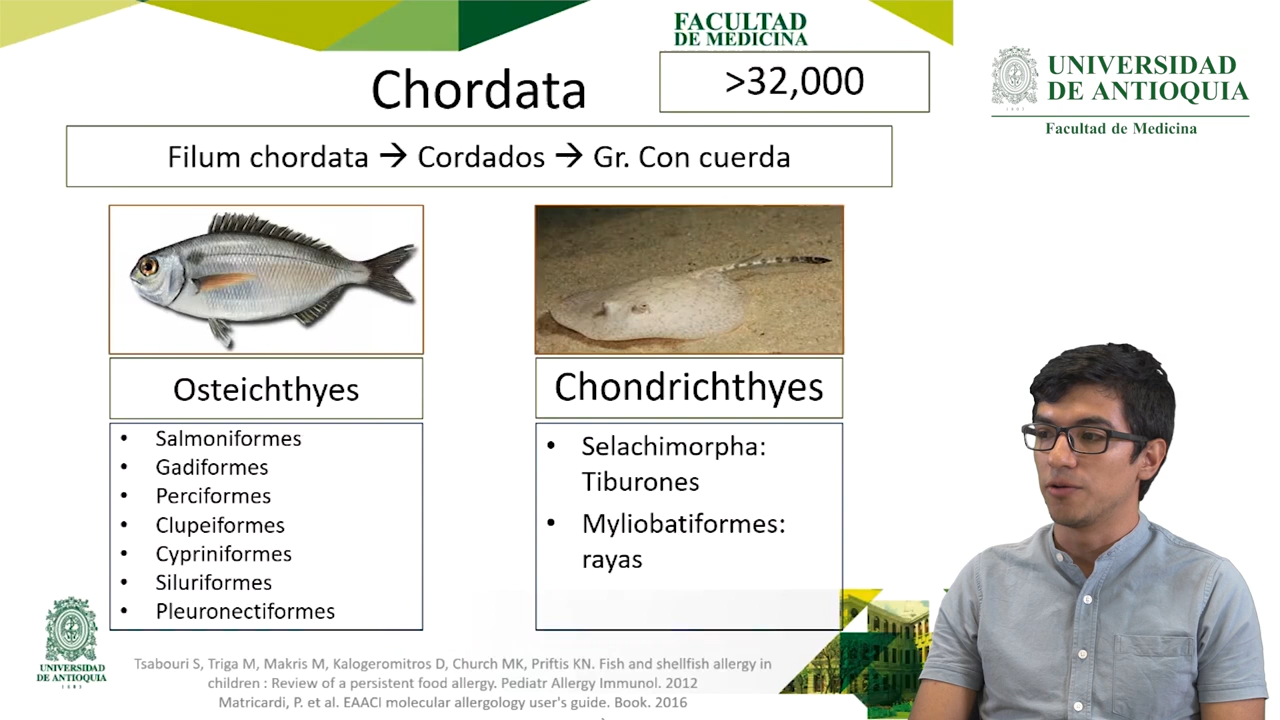 FACULTAD
DE MEDICINA
Chordata
>32,000
UNIVERSIDAD
DE ANTIOQUIA
1803
Facultad de Medicina
Filum chordata → Cordados → Gr. Con cuerda
Osteichthyes
• Salmoniformes
• Gadiformes
• Perciformes
• Clupeiformes
• Cypriniformes
• Siluriformes
• Pleuronectiformes
Chondrichthyes
• Selachimorpha:
Tiburones
• Myliobatiformes:
rayas
UNIVERSIDAD
DE ANTIOQUIA
1803
Tsabouri S, Triga M, Makris M, Kalogeromitros D, Church MK, Priftis KN. Fish and shellfish allergy in
children : Review of a persistent food allergy. Pediatr Allergy Immunol. 2012
Matricardi, P. et al. EAACI molecular allergology user's guide. Book. 2016